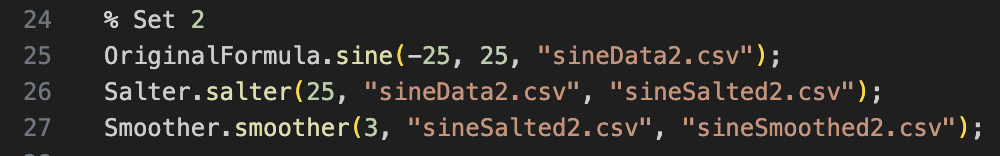 24 % Set 2
25 OriginalFormula.sine(-25, 25, "sineData2.csv");
26 Salter.salter(25, "sineData2.csv", "sineSalted2.csv");
27 Smoother.smoother(3, "sineSalted2.csv", "sineSmoothed2.csv");